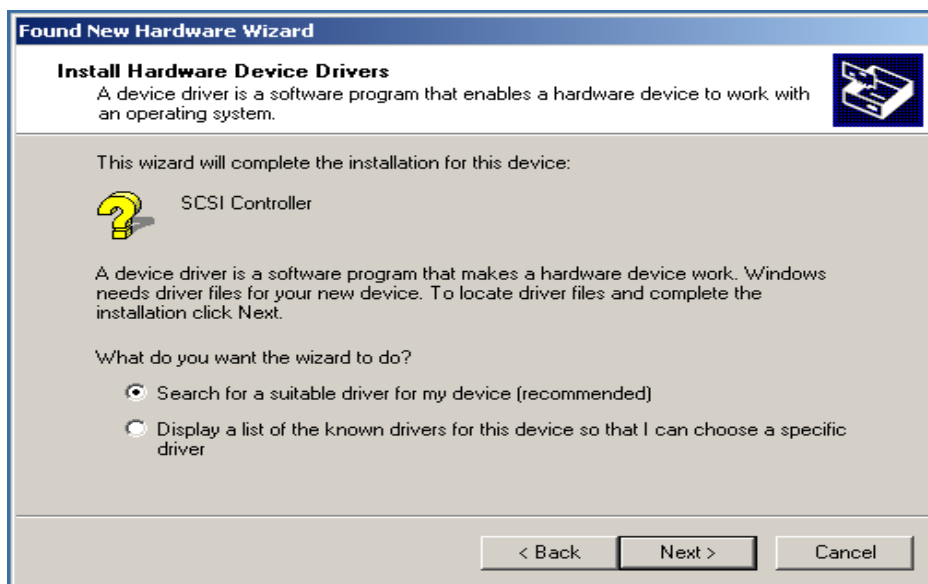 Found New Hardware Wizard
Install Hardware Device Drivers
A device driver is a software program that enables a hardware device to work with
an operating system.
This wizard will complete the installation for this device:
SCSI Controller
A device driver is a software program that makes a hardware device work. Windows
needs driver files for your new device. To locate driver files and complete the
installation click Next.
What do you want the wizard to do?
Search for a suitable driver for my device (recommended)
Display a list of the known drivers for this device so that I can choose a specific
driver
< Back Next > Cancel